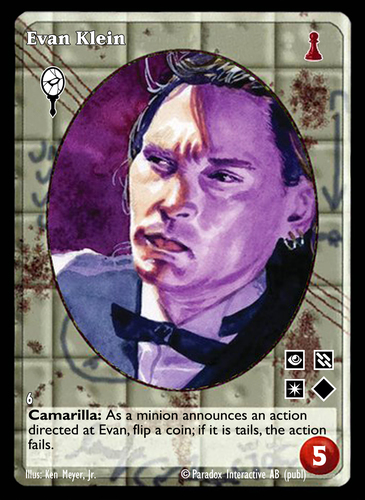 Evan Klein
6
Camarilla: As a minion announces an action
directed at Evan, flip a coin; if it is tails, the action
fails.
5
Illus: Ken Meyer, Jr.
© Paradox Interactive AB (publ)